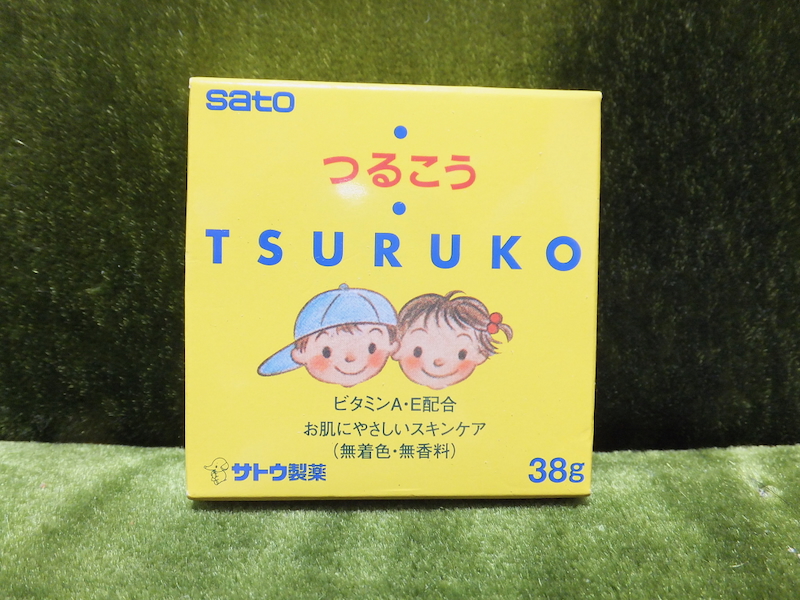 sato
つるこう
TSURUKO
ビタミンA・E配合
お肌にやさしいスキンケア
(無着色・無香料)
サトウ製薬
38g